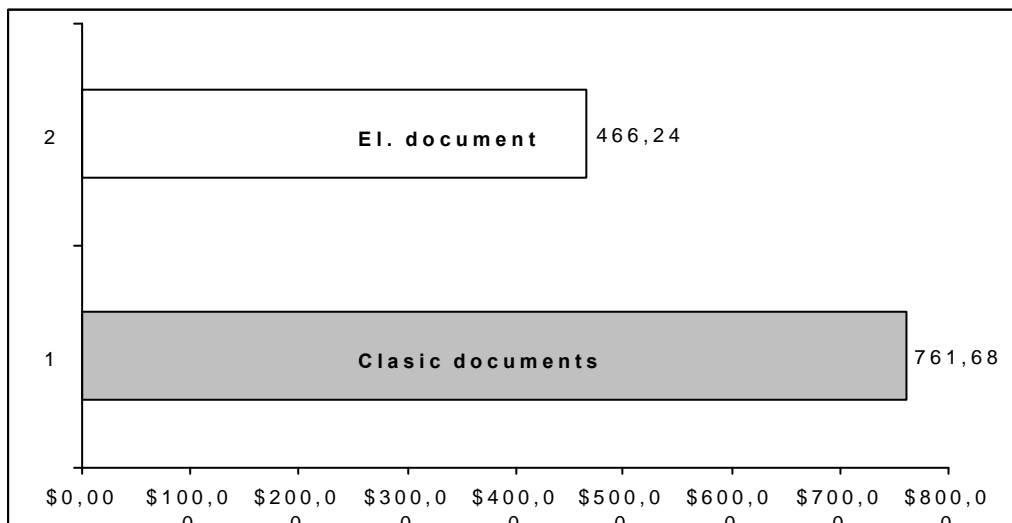 2
El. document
466,24
1
Clasic documents
761,68
$0,00 $100,0 $200,0 $300,0 $400,0 $500,0 $600,0 $700,0 $800,0
0 0 0 0 0 0 0 0